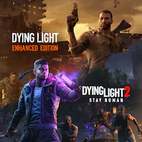 DYING LIGHT
ENHANCED EDITION
DYING LIGHT 2
STAY HUMAN